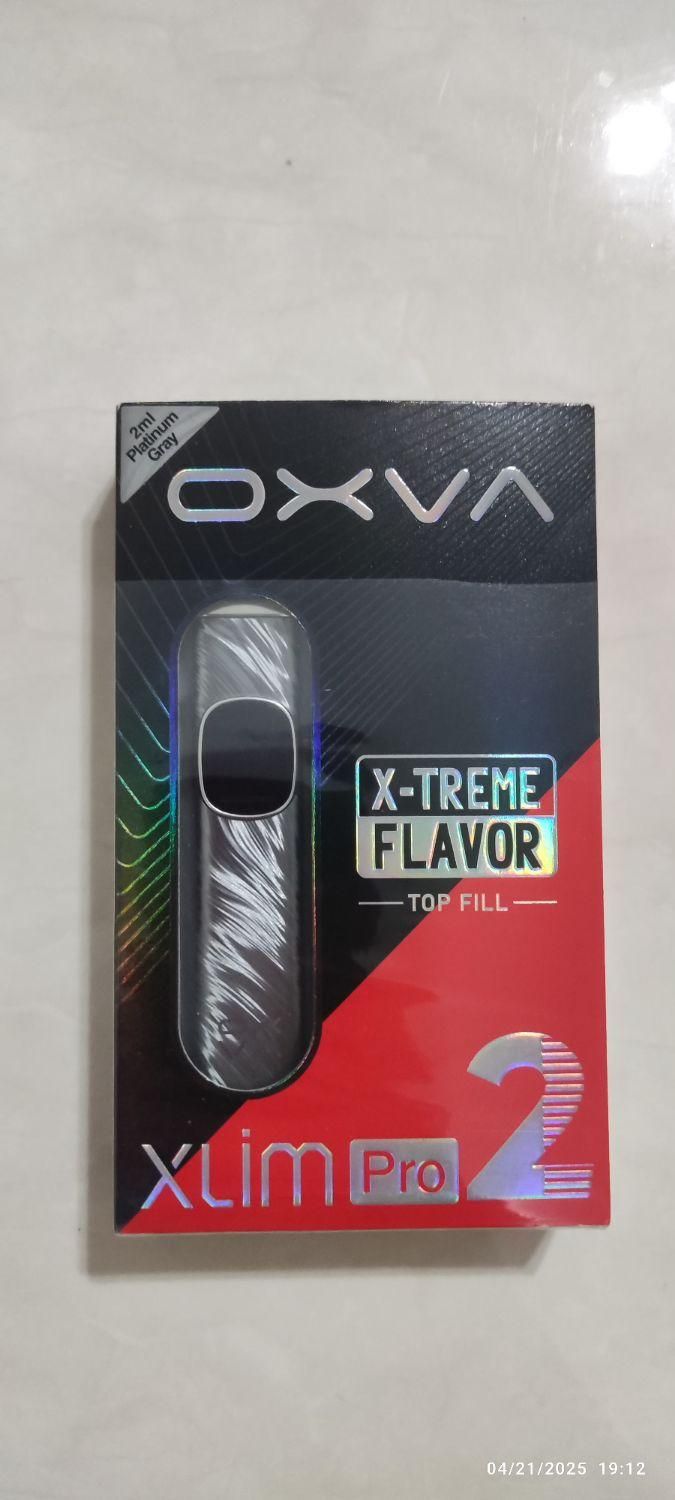 2ml
Platinum
Gray
OXVA
X-TREME
FLAVOR
TOP FILL
XLIM Pro 2
04/21/2025 19:12